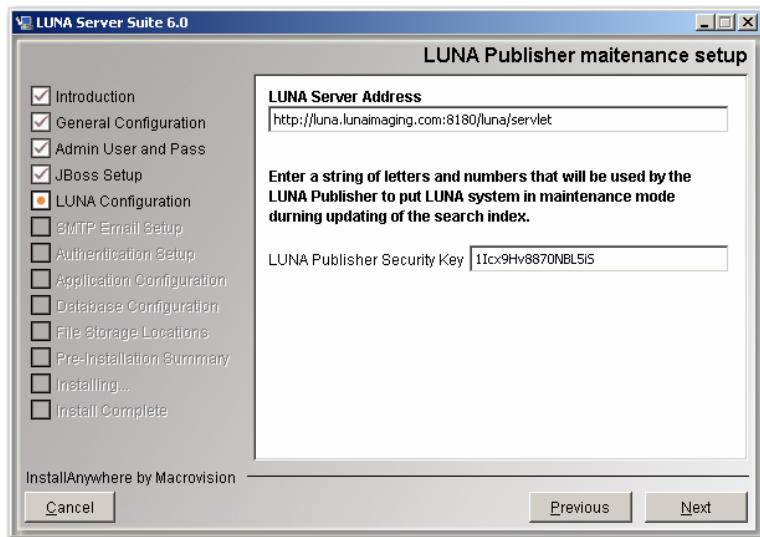 LUNA Server Suite 6.0
LUNA Publisher maitenance setup
Introduction
General Configuration
Admin User and Pass
JBoss Setup
LUNA Configuration
SMTP Email Setup
Authentication Setup
Application Configuration
Database Configuration
File Storage Locations
Pre-Installation Summary
Installing...
Install Complete
LUNA Server Address
http://luna.lunaimaging.com:8180/luna/servlet
Enter a string of letters and numbers that will be used by the
LUNA Publisher to put LUNA system in maintenance mode
durning updating of the search index.
LUNA Publisher Security Key 1Icx9Hv8870NBL5iS
InstallAnywhere by Macrovision
Cancel Previous Next